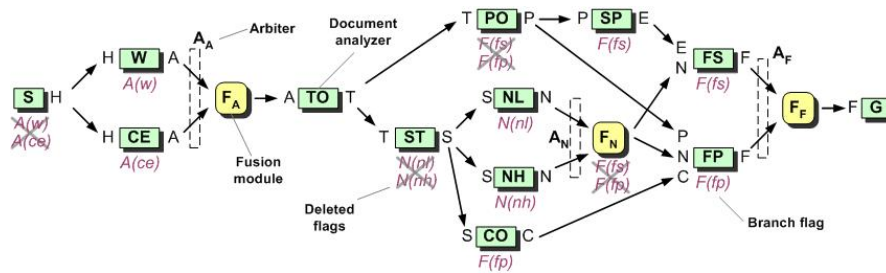 Arbiter
Document
analyzer
Fusion
module
Deleted
flags
Branch flag
S H
A(w)
A(ce)
H W A
A(w)
H CE A
A(ce)
A_A
F_A
A TO T
T PO P
F(fs)
F(fp)
P SP E
F(fs)
T ST S
N(nl)
N(nh)
S NL N
N(nl)
S NH N
N(nh)
S CO C
F(fp)
A_N
F_N
F(fs)
F(fp)
E
N FS F
F(fs)
P
N FP F
C
F(fp)
A_F
F_F
F G